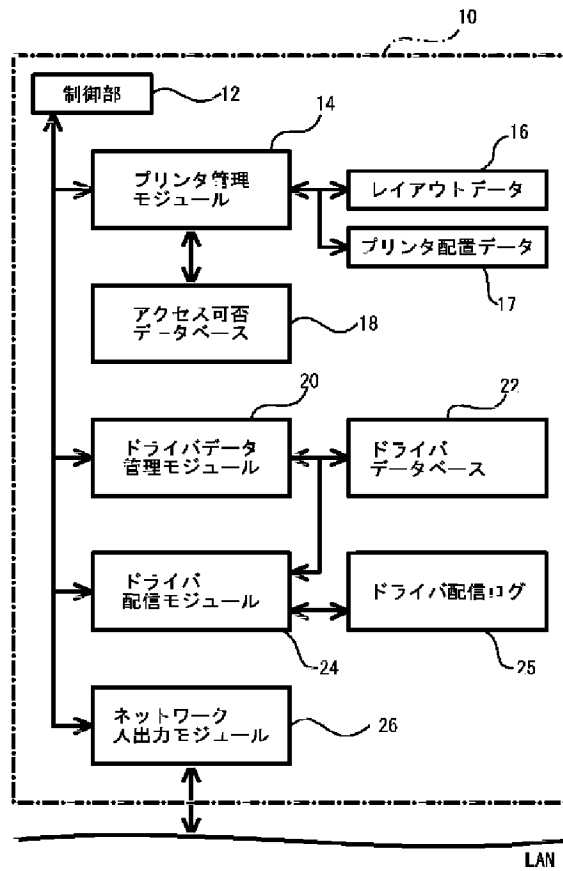 10
制御部
12
14
16
プリンタ管理
モジュール
レイアウトデータ
プリンタ配置データ
17
アクセス可否
データベース
18
20
22
ドライバデータ
管理モジュール
ドライバ
データベース
ドライバ
配信モジュール
ドライバ配信ログ
24
25
ネットワーク
入出力モジュール
26
LAN